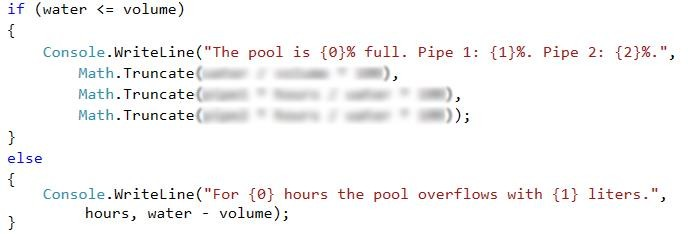 if (water <= volume)
{
Console.WriteLine("The pool is {0}% full. Pipe 1: {1}%. Pipe 2: {2}%.",
Math.Truncate(),
Math.Truncate(),
Math.Truncate());
}
else
{
Console.WriteLine("For {0} hours the pool overflows with {1} liters.",
hours, water - volume);
}